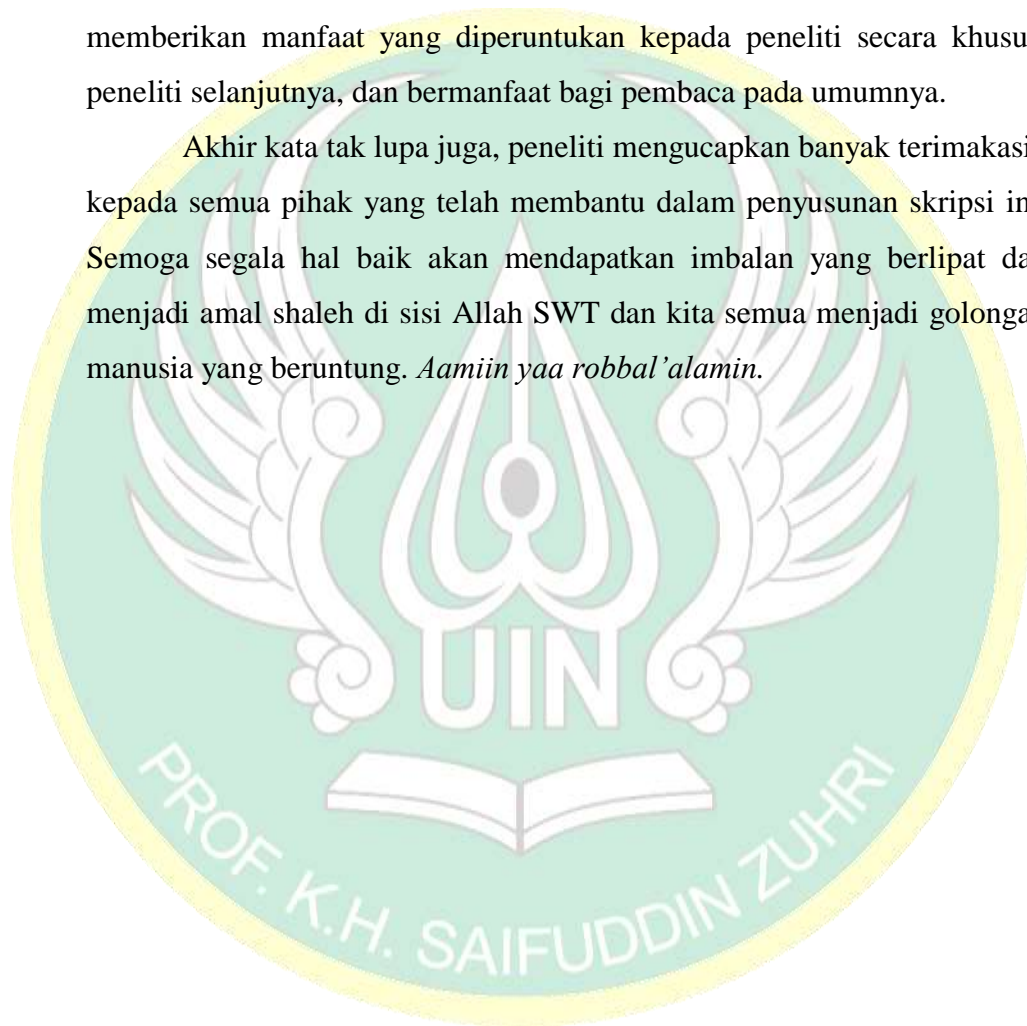 memberikan manfaat yang diperuntukan kepada peneliti secara khusu
peneliti selanjutnya, dan bermanfaat bagi pembaca pada umumnya.
Akhir kata tak lupa juga, peneliti mengucapkan banyak terimakasi
kepada semua pihak yang telah membantu dalam penyusunan skripsi in
Semoga segala hal baik akan mendapatkan imbalan yang berlipat da
menjadi amal shaleh di sisi Allah SWT dan kita semua menjadi golonga
manusia yang beruntung. Aamiin yaa robbal’alamin.
UIN
PROF. K.H. SAIFUDDIN ZUHRI